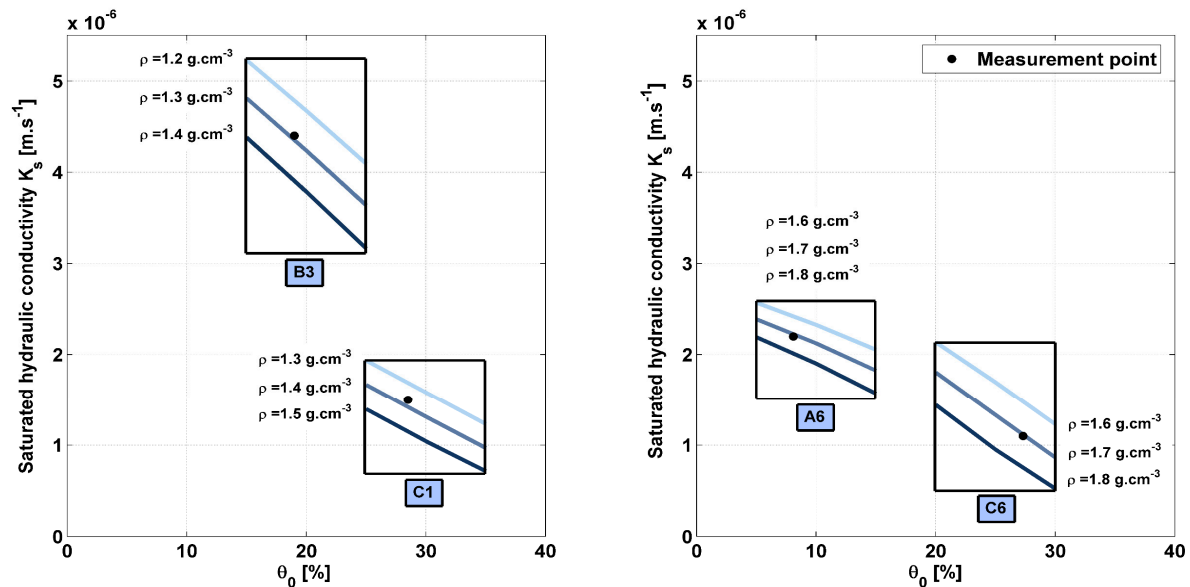 x 10⁻⁶
5
4
3
2
1
0
Saturated hydraulic conductivity Kₛ [m.s⁻¹]
ρ =1.2 g.cm⁻³
ρ =1.3 g.cm⁻³
ρ =1.4 g.cm⁻³
B3
ρ =1.3 g.cm⁻³
ρ =1.4 g.cm⁻³
ρ =1.5 g.cm⁻³
C1
0 10 20 30 40
θ₀ [%]
x 10⁻⁶
5
4
3
2
1
0
Saturated hydraulic conductivity Kₛ [m.s⁻¹]
Measurement point
ρ =1.6 g.cm⁻³
ρ =1.7 g.cm⁻³
ρ =1.8 g.cm⁻³
A6
ρ =1.6 g.cm⁻³
ρ =1.7 g.cm⁻³
ρ =1.8 g.cm⁻³
C6
0 10 20 30 40
θ₀ [%]